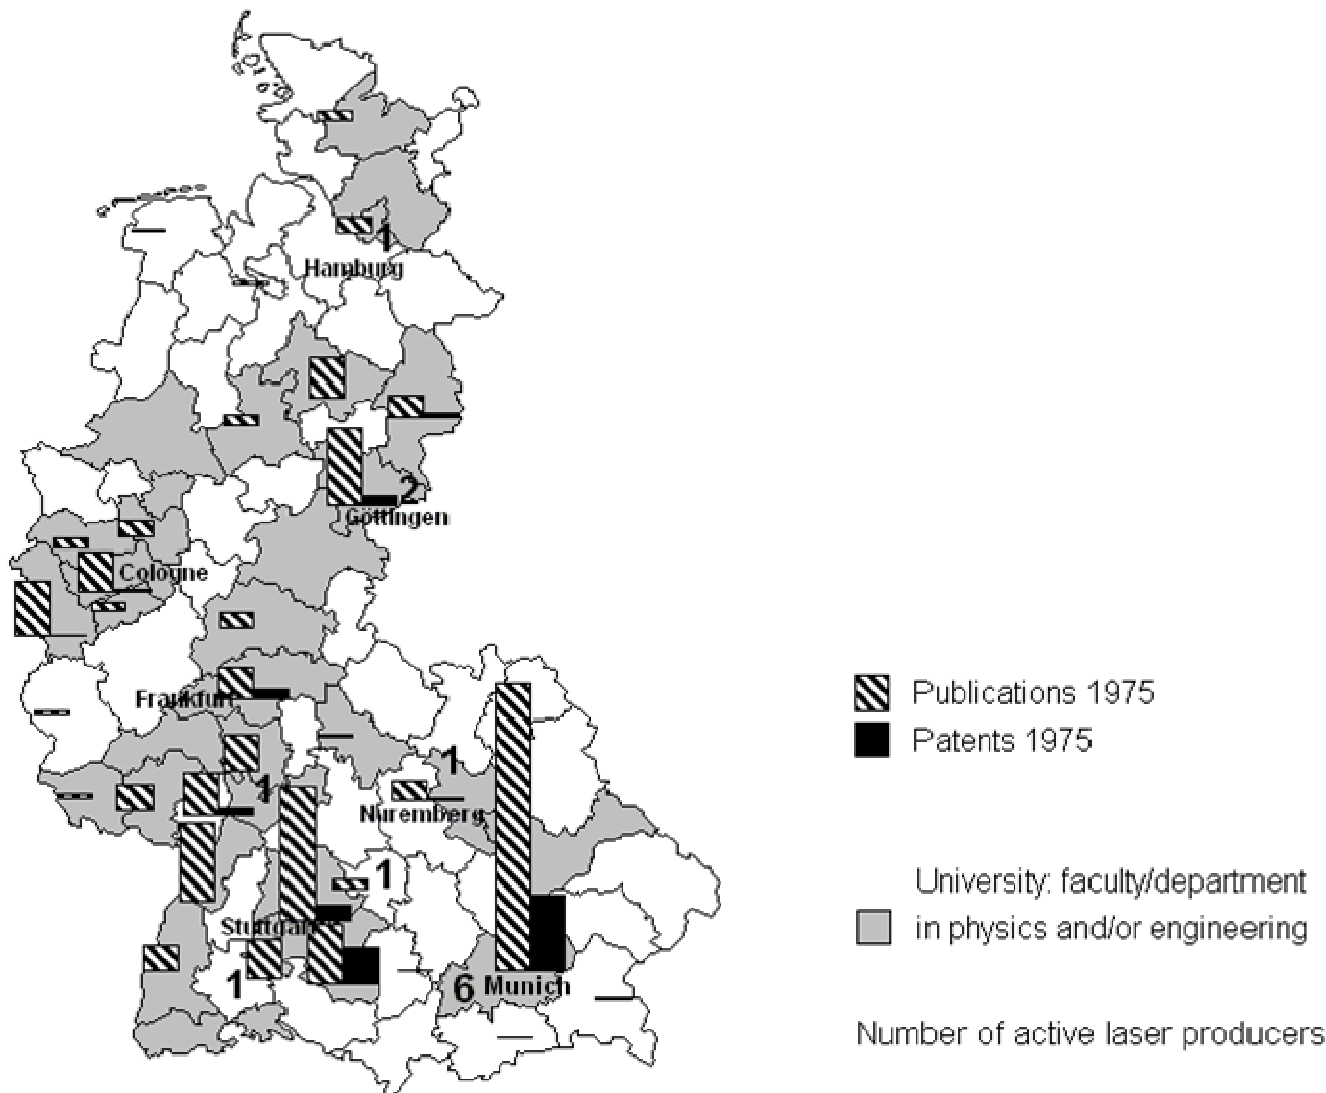 1
Hamburg
2
Göttingen
Cologne
Frankfurt
1
1
Nuremberg
1
Stuttgart
1
6 Munich
Publications 1975
Patents 1975
University: faculty/department
in physics and/or engineering
Number of active laser producers